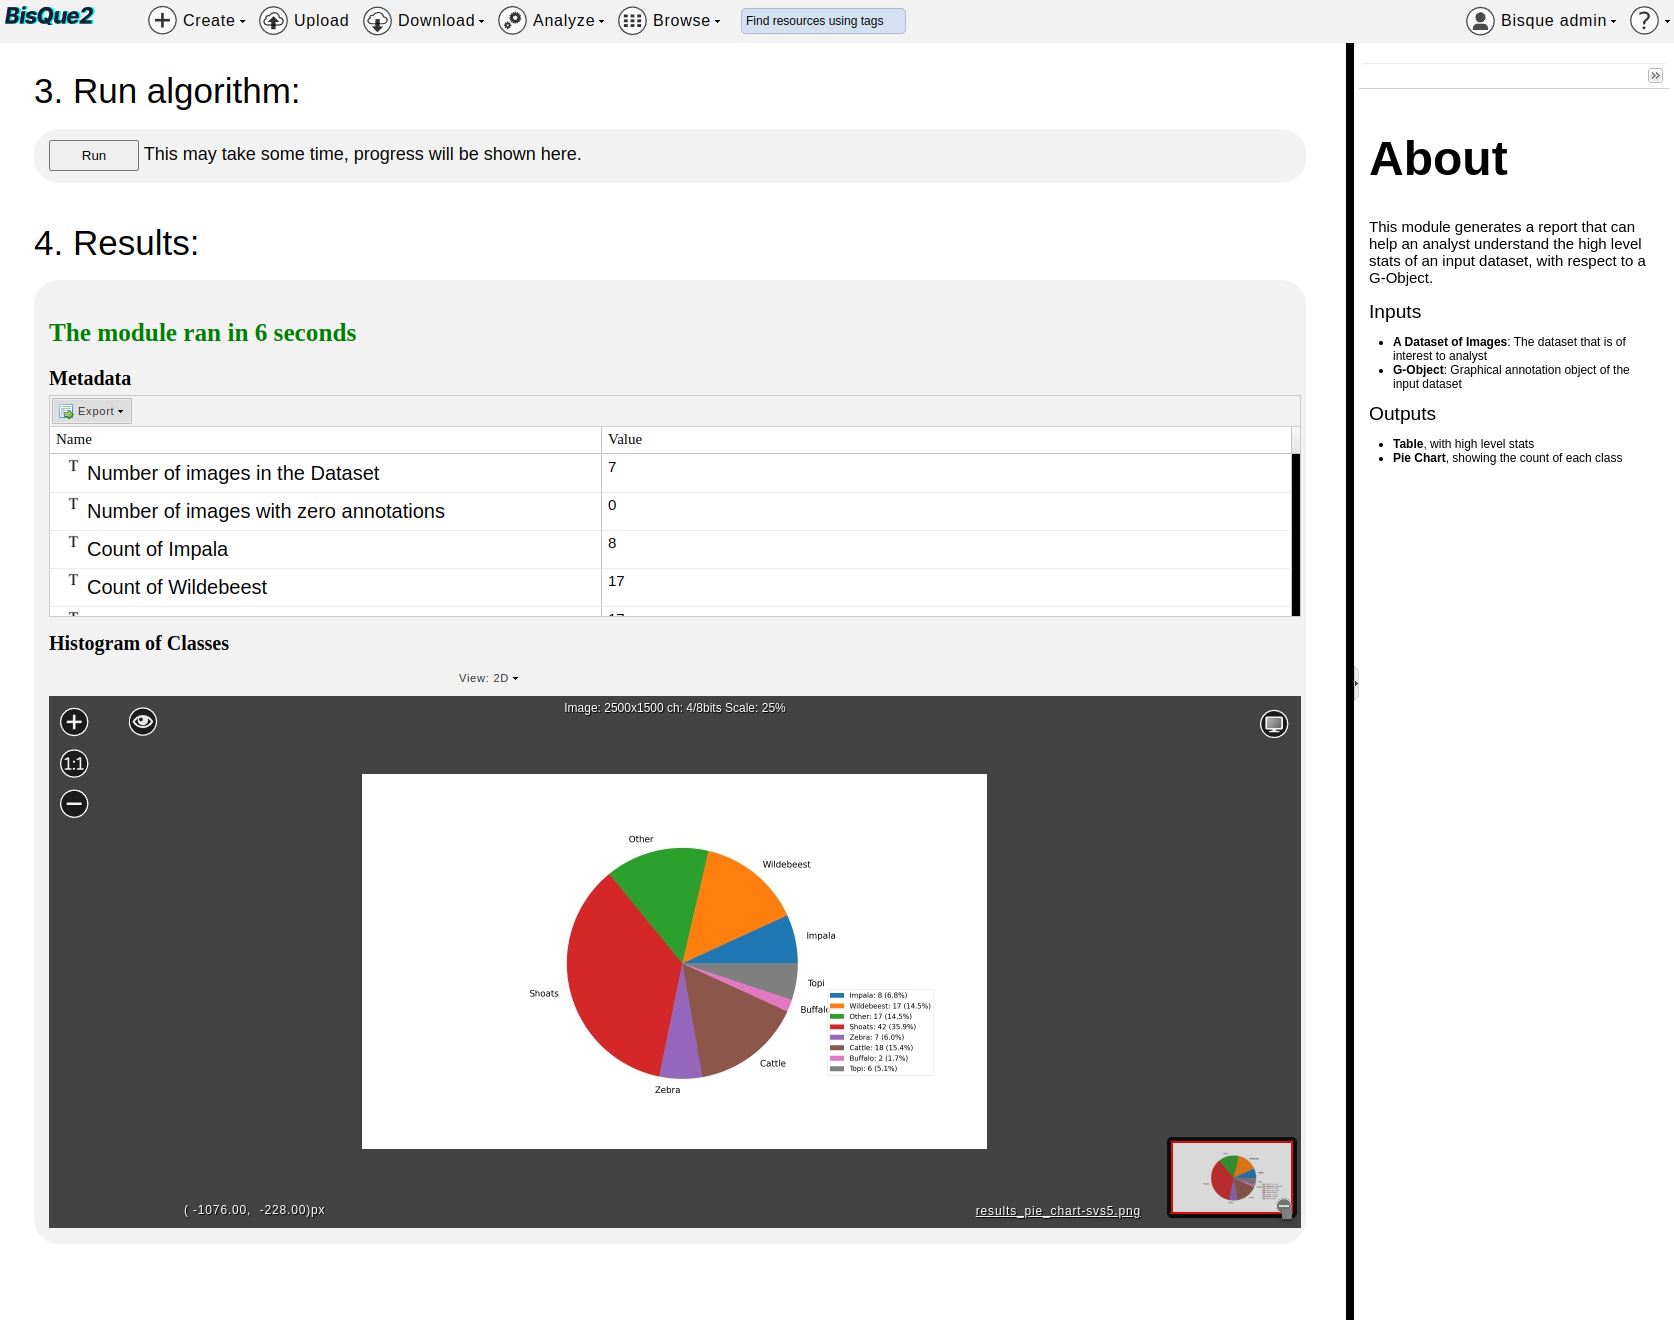 BisQue2 Create Upload Download Analyze Browse Find resources using tags Bisque admin ?
3. Run algorithm:
Run This may take some time, progress will be shown here.
4. Results:
The module ran in 6 seconds
Metadata
Export
Name Value
T Number of images in the Dataset 7
T Number of images with zero annotations 0
T Count of Impala 8
T Count of Wildebeest 17
Histogram of Classes
View: 2D
Image: 2500x1500 ch: 4/8bits Scale: 25%
1:1
Other
Wildebeest
Impala
Topi
Buffalo
Shoats
Cattle
Zebra
Impala: 8 (6.8%)
Wildebeest: 17 (14.5%)
Other: 17 (14.5%)
Shoats: 42 (35.9%)
Zebra: 7 (6.0%)
Cattle: 18 (15.4%)
Buffalo: 2 (1.7%)
Topi: 6 (5.1%)
( -1076.00, -228.00)px
results_pie_chart-svs5.png
About
This module generates a report that can
help an analyst understand the high level
stats of an input dataset, with respect to a
G-Object.
Inputs
A Dataset of Images: The dataset that is of
interest to analyst
G-Object: Graphical annotation object of the
input dataset
Outputs
Table, with high level stats
Pie Chart, showing the count of each class